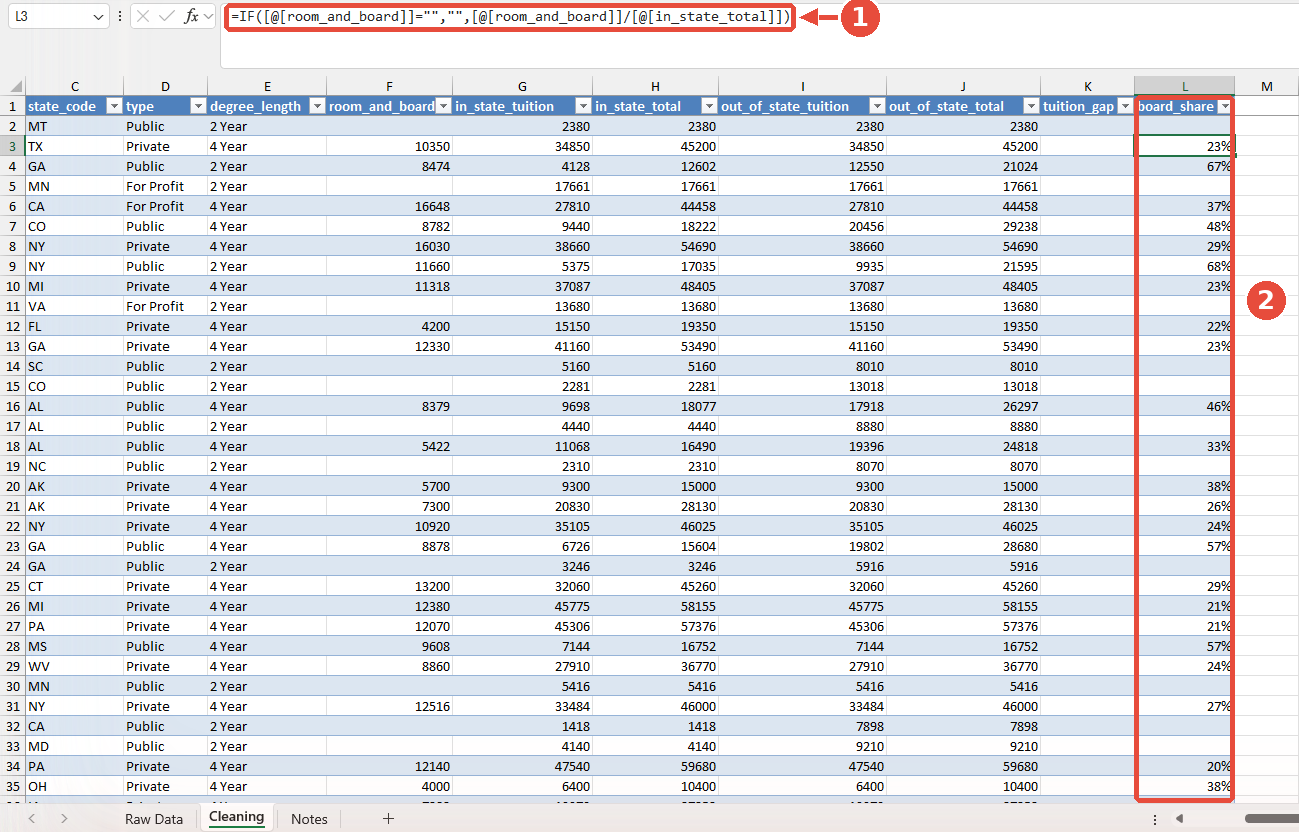 L3 fx =IF([@[room_and_board]]="","",[@[room_and_board]]/[@[in_state_total]]) 1
C D E F G H I J K L M
1 state_code type degree_length room_and_board in_state_tuition in_state_total out_of_state_tuition out_of_state_total tuition_gap board_share
2 MT Public 2 Year 2380 2380 2380 2380
3 TX Private 4 Year 10350 34850 45200 34850 45200 23%
4 GA Public 2 Year 8474 4128 12602 12550 21024 67%
5 MN For Profit 2 Year 17661 17661 17661 17661
6 CA For Profit 4 Year 16648 27810 44458 27810 44458 37%
7 CO Public 4 Year 8782 9440 18222 20456 29238 48%
8 NY Private 4 Year 16030 38660 54690 38660 54690 29%
9 NY Public 2 Year 11660 5375 17035 9935 21595 68%
10 MI Private 4 Year 11318 37087 48405 37087 48405 23%
2
11 VA For Profit 2 Year 13680 13680 13680 13680
12 FL Private 4 Year 4200 15150 19350 15150 19350 22%
13 GA Private 4 Year 12330 41160 53490 41160 53490 23%
14 SC Public 2 Year 5160 5160 8010 8010
15 CO Public 2 Year 2281 2281 13018 13018
16 AL Public 4 Year 8379 9698 18077 17918 26297 46%
17 AL Public 2 Year 4440 4440 8880 8880
18 AL Public 4 Year 5422 11068 16490 19396 24818 33%
19 NC Public 2 Year 2310 2310 8070 8070
20 AK Private 4 Year 5700 9300 15000 9300 15000 38%
21 AK Private 4 Year 7300 20830 28130 20830 28130 26%
22 NY Private 4 Year 10920 35105 46025 35105 46025 24%
23 GA Public 4 Year 8878 6726 15604 19802 28680 57%
24 GA Public 2 Year 3246 3246 5916 5916
25 CT Private 4 Year 13200 32060 45260 32060 45260 29%
26 MI Private 4 Year 12380 45775 58155 45775 58155 21%
27 PA Private 4 Year 12070 45306 57376 45306 57376 21%
28 MS Public 4 Year 9608 7144 16752 7144 16752 57%
29 WV Private 4 Year 8860 27910 36770 27910 36770 24%
30 MN Public 2 Year 5416 5416 5416 5416
31 NY Private 4 Year 12516 33484 46000 33484 46000 27%
32 CA Public 2 Year 1418 1418 7898 7898
33 MD Public 2 Year 4140 4140 9210 9210
34 PA Private 4 Year 12140 47540 59680 47540 59680 20%
35 OH Private 4 Year 4000 6400 10400 6400 10400 38%
Raw Data Cleaning Notes